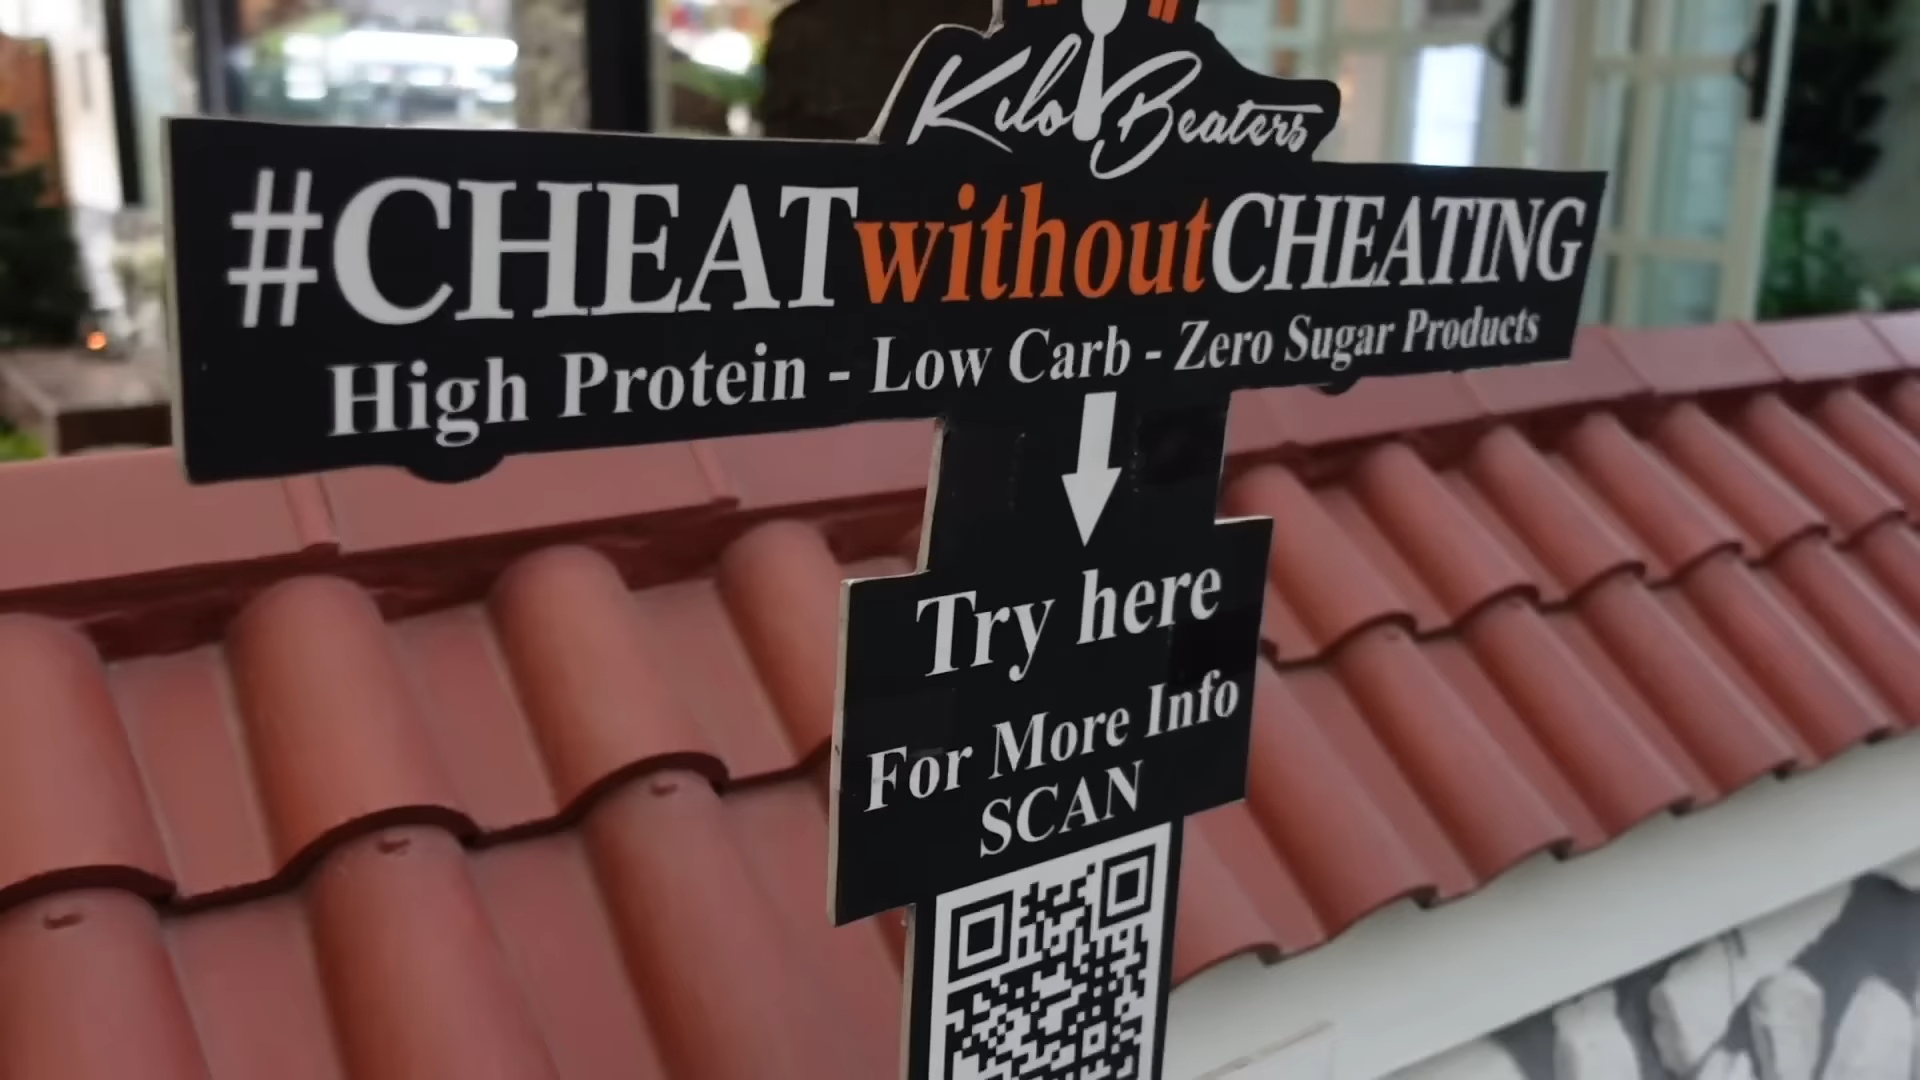 Kilo Beaters
#CHEATwithoutCHEATING
High Protein - Low Carb - Zero Sugar Products
Try here
For More Info
SCAN